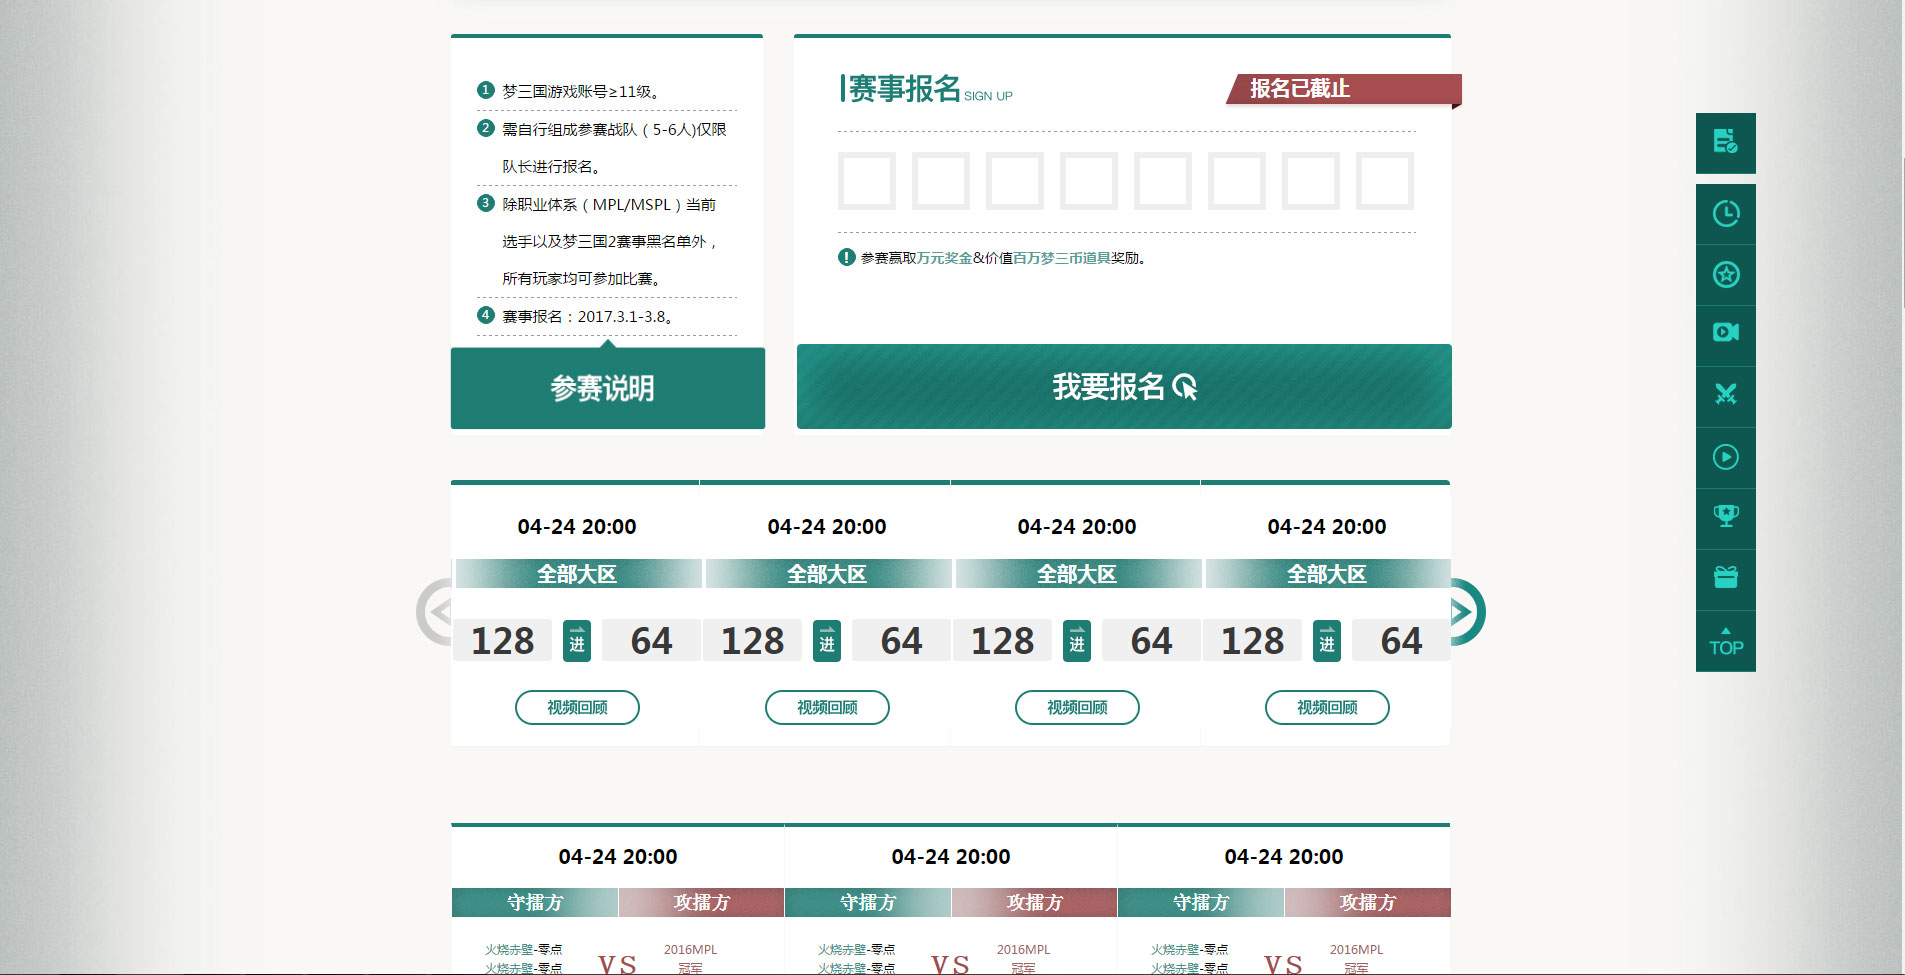 1 梦三国游戏账号≥11级。
2 需自行组成参赛战队（5-6人)仅限
队长进行报名。
3 除职业体系（MPL/MSPL）当前
选手以及梦三国2赛事黑名单外，
所有玩家均可参加比赛。
4 赛事报名：2017.3.1-3.8。
参赛说明
赛事报名 SIGN UP
报名已截止
! 参赛赢取万元奖金&价值百万梦三币道具奖励。
我要报名
04-24 20:00 04-24 20:00 04-24 20:00 04-24 20:00
全部大区 全部大区 全部大区 全部大区
128 进 64 128 进 64 128 进 64 128 进 64
视频回顾 视频回顾 视频回顾 视频回顾
04-24 20:00 04-24 20:00 04-24 20:00
守擂方 攻擂方 守擂方 攻擂方 守擂方 攻擂方
火烧赤壁-零点 2016MPL 火烧赤壁-零点 2016MPL 火烧赤壁-零点 2016MPL
火烧赤壁-零点 VS 冠军 火烧赤壁-零点 VS 冠军 火烧赤壁-零点 VS 冠军
TOP